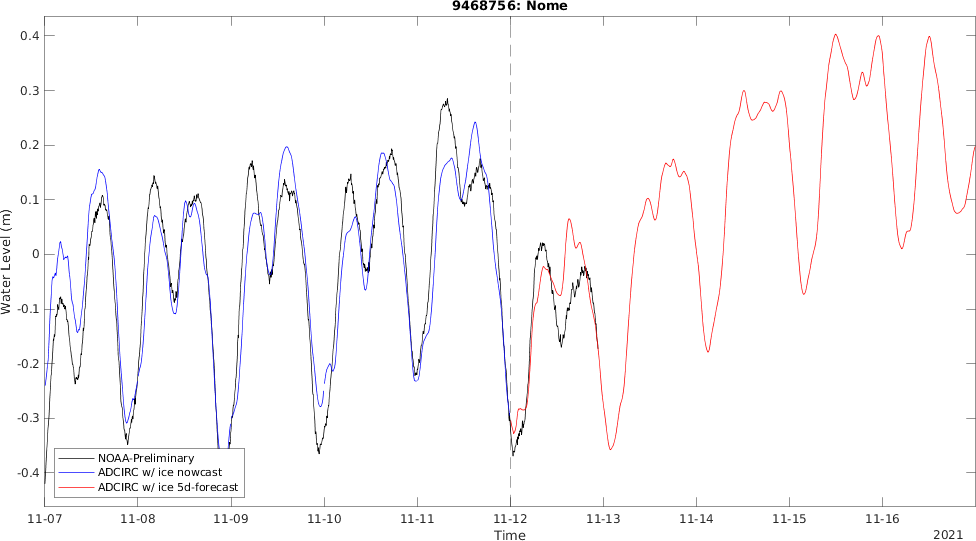 9468756: Nome
Water Level (m)
0.4
0.3
0.2
0.1
0
-0.1
-0.2
-0.3
-0.4
NOAA-Preliminary
ADCIRC w/ ice nowcast
ADCIRC w/ ice 5d-forecast
11-07 11-08 11-09 11-10 11-11 11-12 11-13 11-14 11-15 11-16
Time
2021